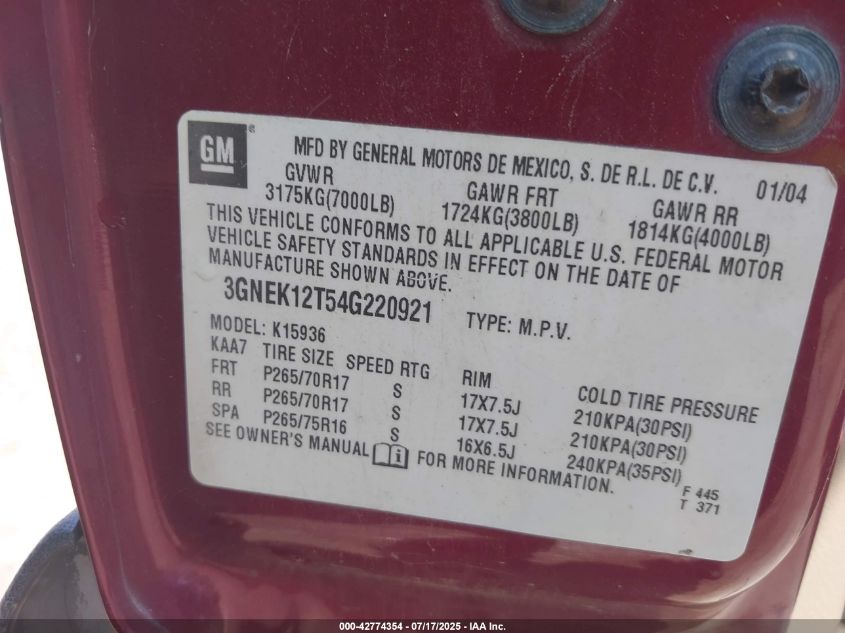 GM®
MFD BY GENERAL MOTORS DE MEXICO, S. DE R.L. DE C.V. 01/04
GVWR GAWR FRT GAWR RR
3175KG(7000LB) 1724KG(3800LB) 1814KG(4000LB)
THIS VEHICLE CONFORMS TO ALL APPLICABLE U.S. FEDERAL MOTOR
VEHICLE SAFETY STANDARDS IN EFFECT ON THE DATE OF
MANUFACTURE SHOWN ABOVE.
3GNEK12T54G220921 TYPE: M.P.V.
MODEL: K15936
KAA7 TIRE SIZE SPEED RTG RIM COLD TIRE PRESSURE
FRT P265/70R17 S 17X7.5J 210KPA(30PSI)
RR P265/70R17 S 17X7.5J 210KPA(30PSI)
SPA P265/75R16 S 16X6.5J 240KPA(35PSI)
SEE OWNER'S MANUAL i FOR MORE INFORMATION.
F 445
T 371
000-42774354 - 07/17/2025 - IAA Inc.